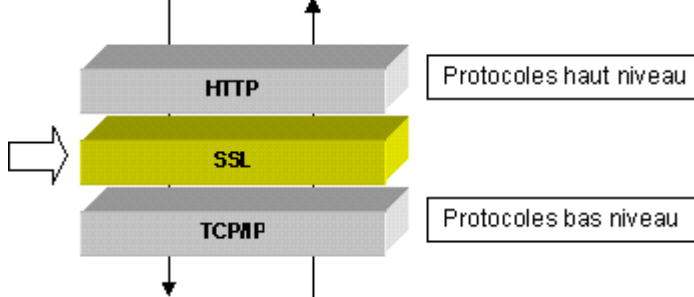 HTTP
Protocoles haut niveau
SSL
TCP/IP
Protocoles bas niveau